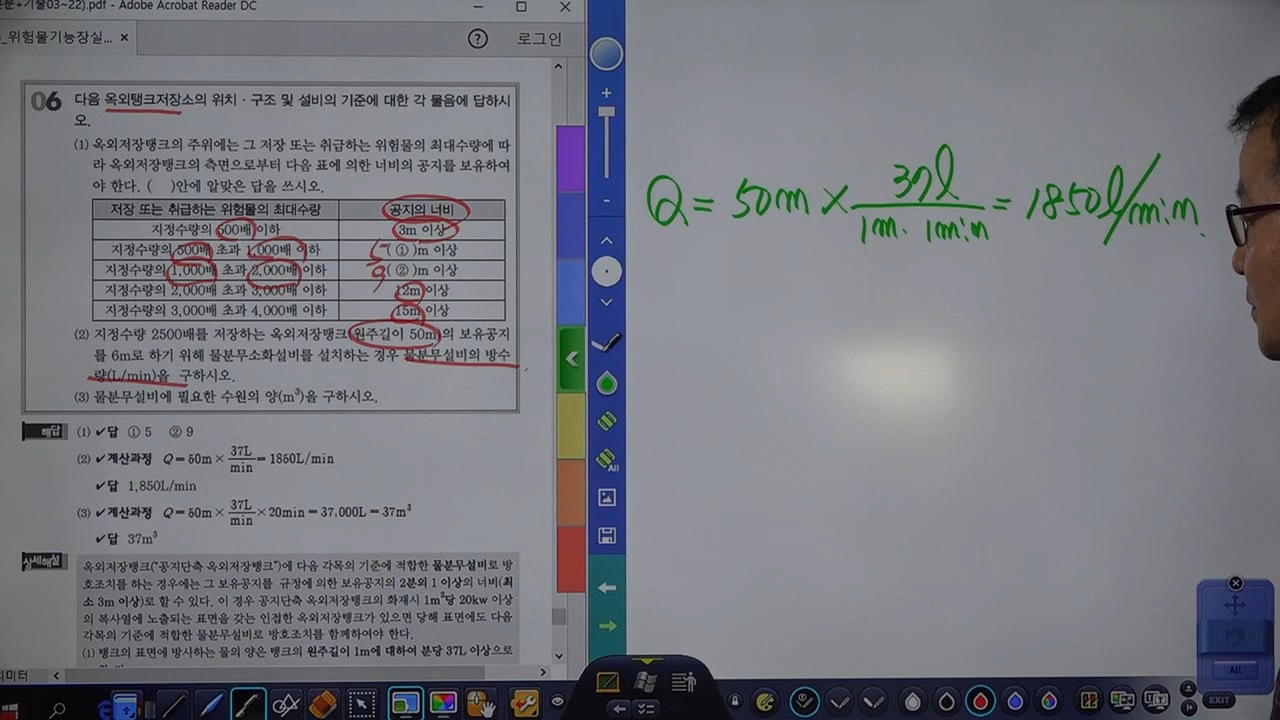 문+기출03~22).pdf - Adobe Acrobat Reader DC
_위험물기능장실... ×
로그인
06 다음 옥외탱크저장소의 위치·구조 및 설비의 기준에 대한 각 물음에 답하시
오.
(1) 옥외저장탱크의 주위에는 그 저장 또는 취급하는 위험물의 최대수량에 따
라 옥외저장탱크의 측면으로부터 다음 표에 의한 너비의 공지를 보유하여
야 한다. ( )안에 알맞은 답을 쓰시오.
저장 또는 취급하는 위험물의 최대수량 공지의 너비
지정수량의 500배 이하 3m 이상
지정수량의 500배 초과 1,000배 이하 5 ( ① )m 이상
지정수량의 1,000배 초과 2,000배 이하 9 ( ② )m 이상
지정수량의 2,000배 초과 3,000배 이하 12m 이상
지정수량의 3,000배 초과 4,000배 이하 15m 이상
(2) 지정수량 2500배를 저장하는 옥외저장탱크 원주길이 50m의 보유공지
를 6m로 하기 위해 물분무소화설비를 설치하는 경우 물분무설비의 방수
량(L/min)을 구하시오.
(3) 물분무설비에 필요한 수원의 양(m³)을 구하시오.
해답 (1) ✔답 ① 5 ② 9
(2) ✔계산과정 Q=50m×37L/min=1850L/min
✔답 1,850L/min
(3) ✔계산과정 Q=50m×37L/min×20min=37,000L=37m³
✔답 37m³
상세해설
옥외저장탱크("공지단축 옥외저장탱크")에 다음 각목의 기준에 적합한 물분무설비로 방
호조치를 하는 경우에는 그 보유공지를 규정에 의한 보유공지의 2분의 1 이상의 너비(최
소 3m 이상)로 할 수 있다. 이 경우 공지단축 옥외저장탱크의 화재시 1m²당 20kw 이상
의 복사열에 노출되는 표면을 갖는 인접한 옥외저장탱크가 있으면 당해 표면에도 다음
각목의 기준에 적합한 물분무설비로 방호조치를 함께하여야 한다.
(1) 탱크의 표면에 방사하는 물의 양은 탱크의 원주길이 1m에 대하여 분당 37L 이상으로
Q = 50m × 37l / 1m. 1min = 1850l/min.
All
All
EXIT